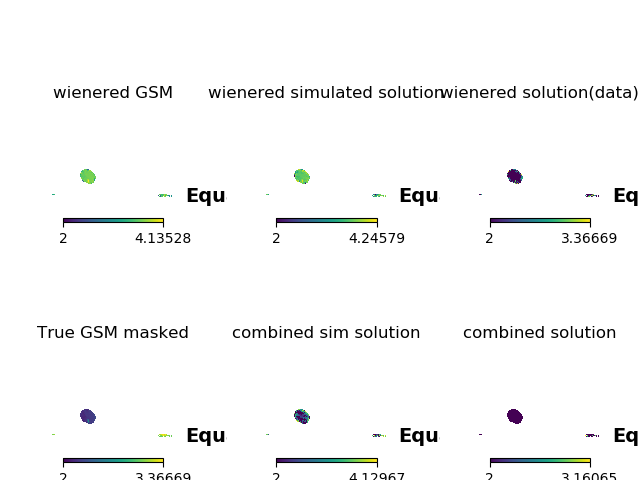 wienered GSM wienered simulated solution wienered solution(data)
Equ Equ Eq
2 4.13528 2 4.24579 2 3.36669
True GSM masked combined sim solution combined solution
Equ Equ Eq
2 3.36669 2 4.12967 2 3.16065